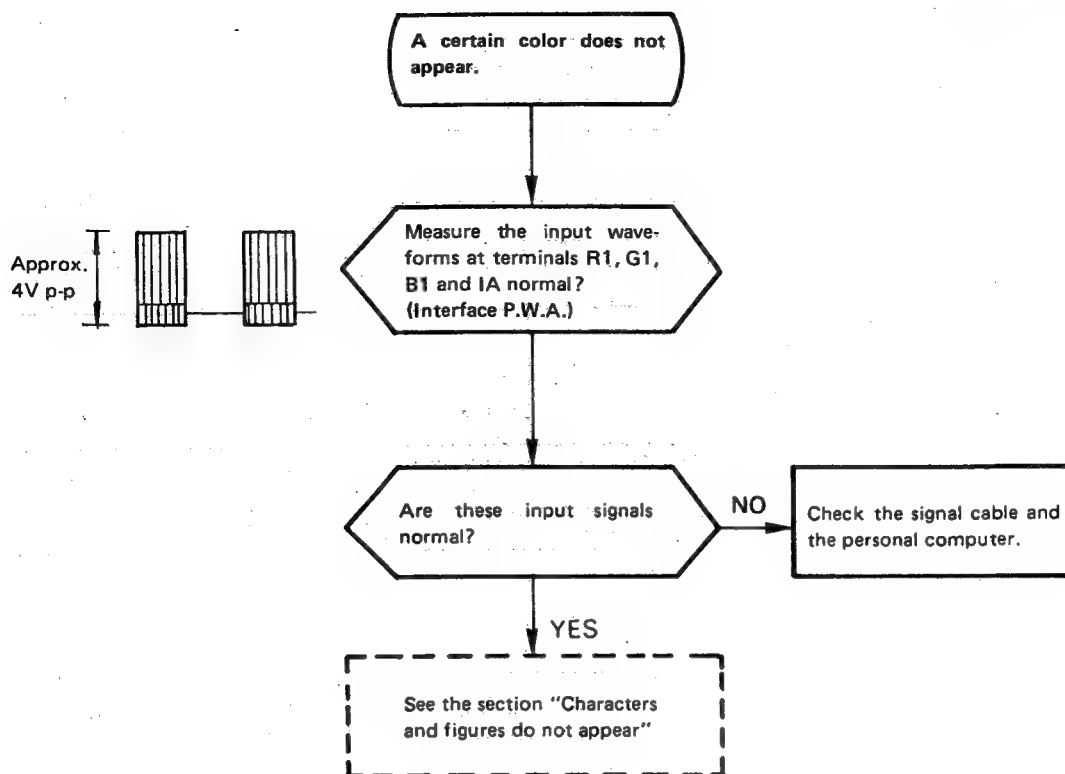 A certain color does not
appear.
Approx.
4V p-p
Measure the input wave-
forms at terminals R1, G1,
B1 and IA normal?
(Interface P.W.A.)
Are these input signals
normal?
NO
Check the signal cable and
the personal computer.
YES
See the section "Characters
and figures do not appear"